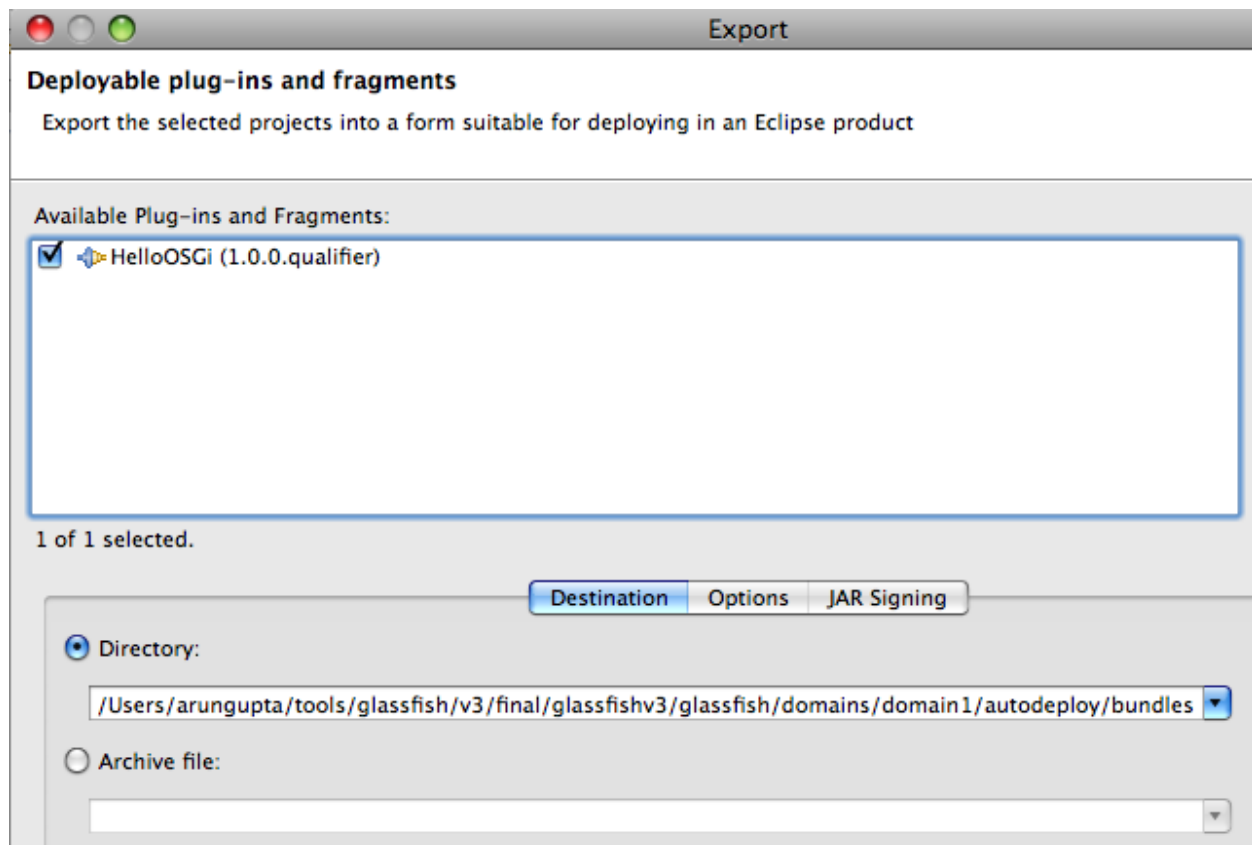 Export
Deployable plug-ins and fragments
Export the selected projects into a form suitable for deploying in an Eclipse product
Available Plug-ins and Fragments:
HelloOSGi (1.0.0.qualifier)
1 of 1 selected.
Destination Options JAR Signing
Directory:
/Users/arungupta/tools/glassfish/v3/final/glassfishv3/glassfish/domains/domain1/autodeploy/bundles
Archive file: